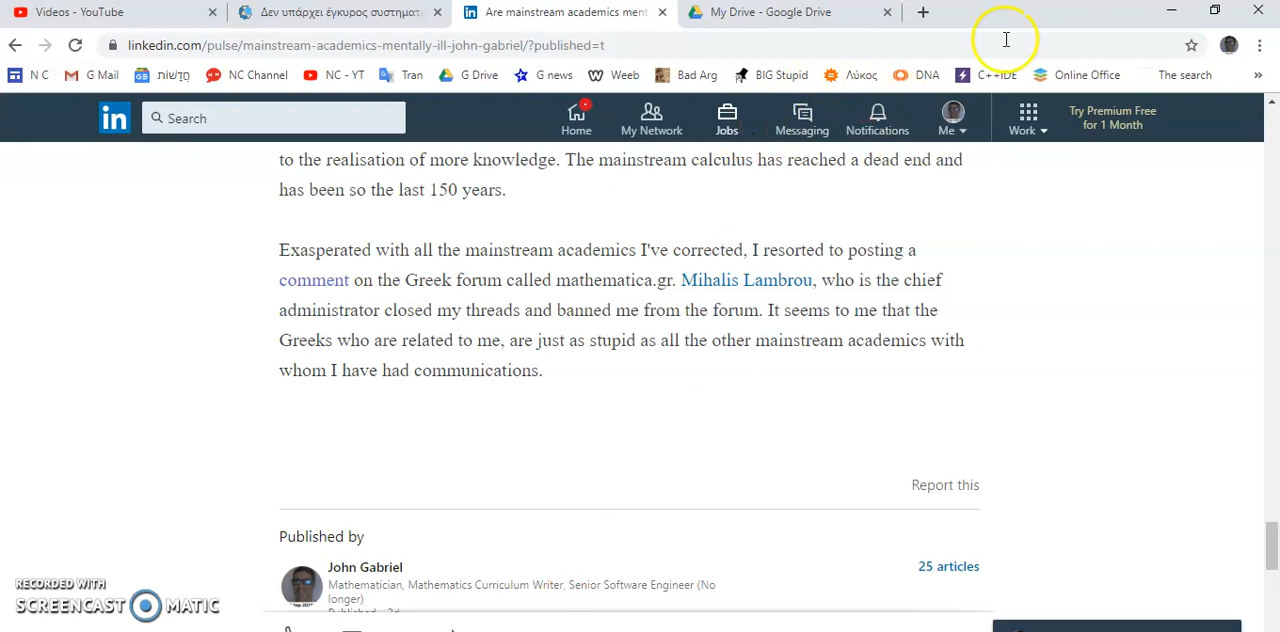 Videos - YouTube
Δεν υπάρχει έγκυρος συστηματ
Are mainstream academics ment
My Drive - Google Drive
linkedin.com/pulse/mainstream-academics-mentally-ill-john-gabriel/?published=t
N C
G Mail
חֲדָשׁוֹת
NC Channel
NC - YT
Tran
G Drive
G news
Weeb
Bad Arg
BIG Stupid
Λύκος
DNA
C++IDE
Online Office
The search
»
in
Search
Home
My Network
Jobs
Messaging
Notifications
Me
Work
Try Premium Free
for 1 Month
to the realisation of more knowledge. The mainstream calculus has reached a dead end and
has been so the last 150 years.
Exasperated with all the mainstream academics I've corrected, I resorted to posting a
comment on the Greek forum called mathematica.gr. Mihalis Lambrou, who is the chief
administrator closed my threads and banned me from the forum. It seems to me that the
Greeks who are related to me, are just as stupid as all the other mainstream academics with
whom I have had communications.
Report this
Published by
John Gabriel
25 articles
Mathematician, Mathematics Curriculum Writer, Senior Software Engineer (No
longer)
RECORDED WITH
SCREENCAST MATIC